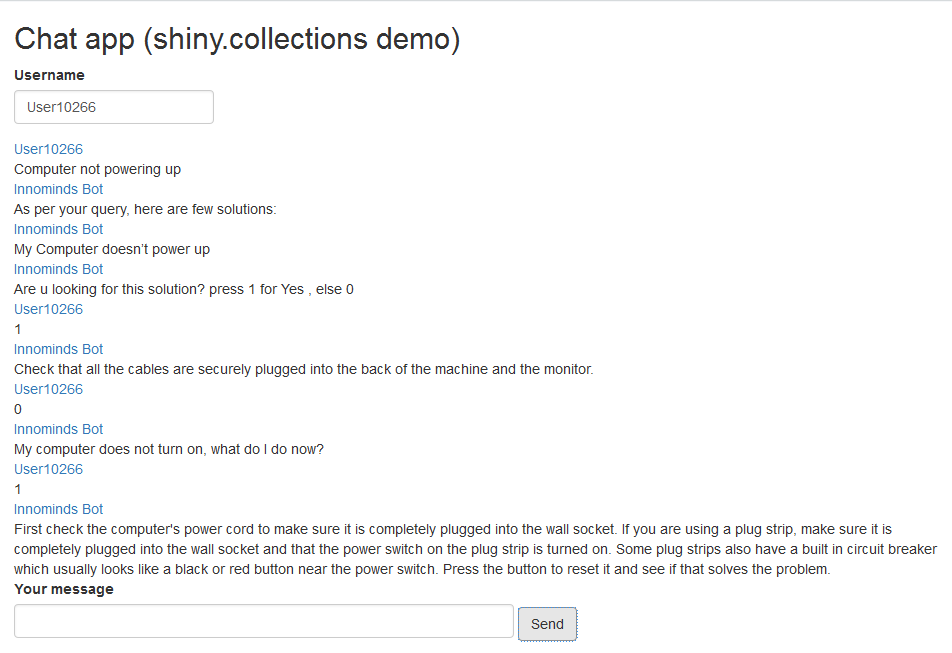 Chat app (shiny.collections demo)
Username
User10266
User10266
Computer not powering up
Innominds Bot
As per your query, here are few solutions:
Innominds Bot
My Computer doesn’t power up
Innominds Bot
Are u looking for this solution? press 1 for Yes , else 0
User10266
1
Innominds Bot
Check that all the cables are securely plugged into the back of the machine and the monitor.
User10266
0
Innominds Bot
My computer does not turn on, what do I do now?
User10266
1
Innominds Bot
First check the computer's power cord to make sure it is completely plugged into the wall socket. If you are using a plug strip, make sure it is
completely plugged into the wall socket and that the power switch on the plug strip is turned on. Some plug strips also have a built in circuit breaker
which usually looks like a black or red button near the power switch. Press the button to reset it and see if that solves the problem.
Your message
Send